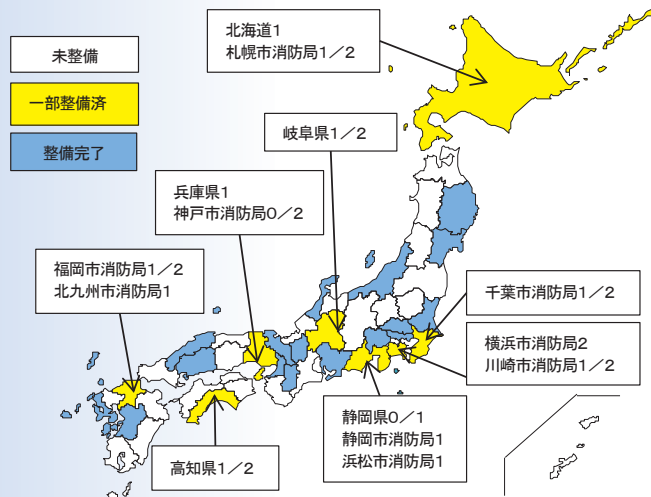 北海道1
札幌市消防局1／2
未整備
一部整備済
整備完了
岐阜県1／2
兵庫県1
神戸市消防局0／2
福岡市消防局1／2
北九州市消防局1
千葉市消防局1／2
横浜市消防局2
川崎市消防局1／2
静岡県0／1
静岡市消防局1
浜松市消防局1
高知県1／2